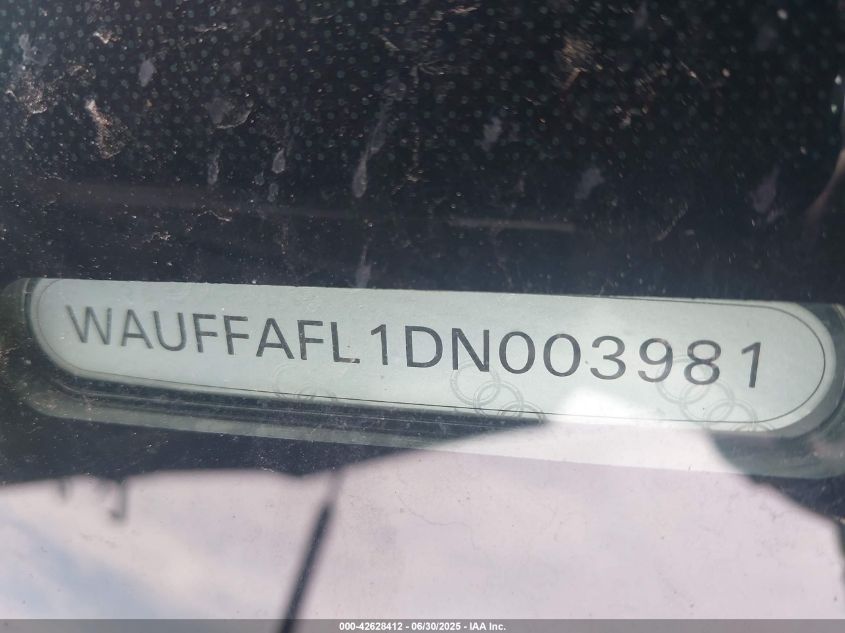 WAUFFAFL1DN003981
000-42628412 - 06/30/2025 - IAA Inc.